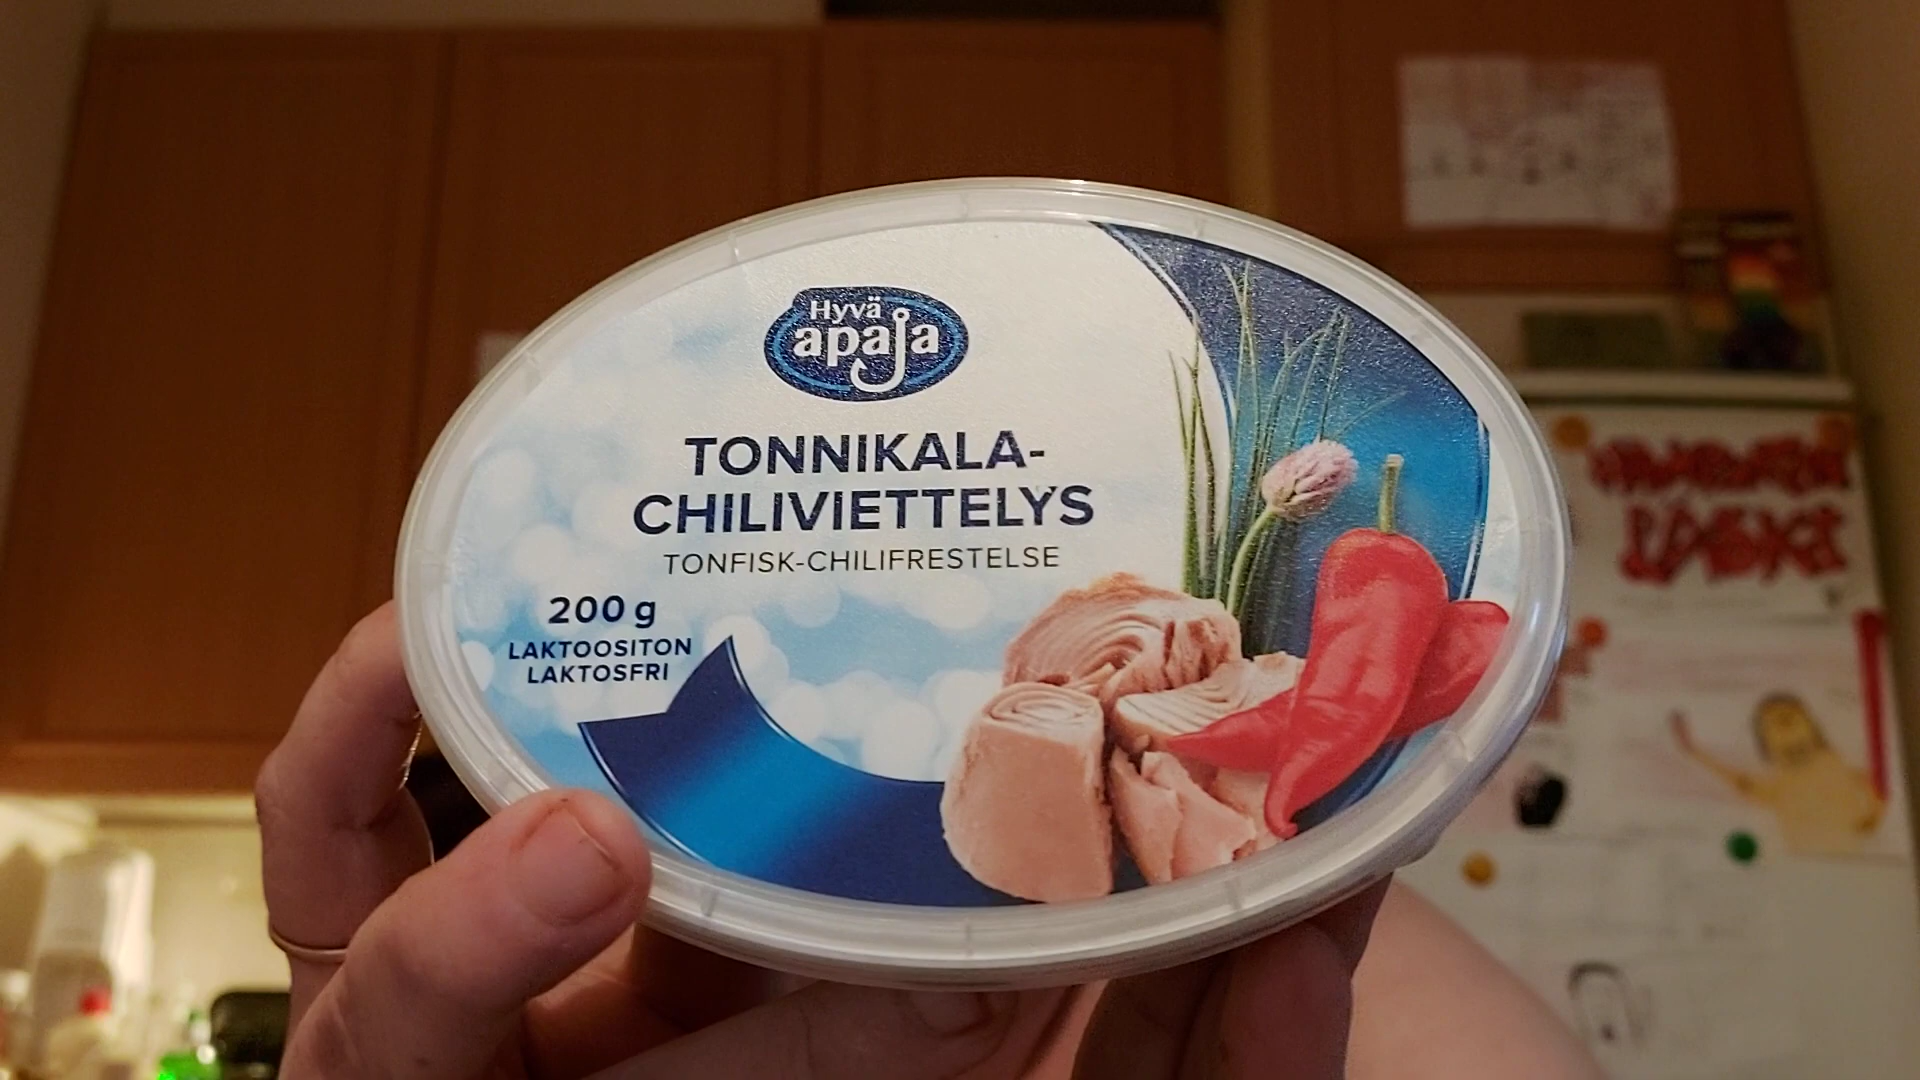 Hyvä
apaja
TONNIKALA-
CHILIVIETTELYS
TONFISK-CHILIFRESTELSE
200 g
LAKTOOSITON
LAKTOSFRI